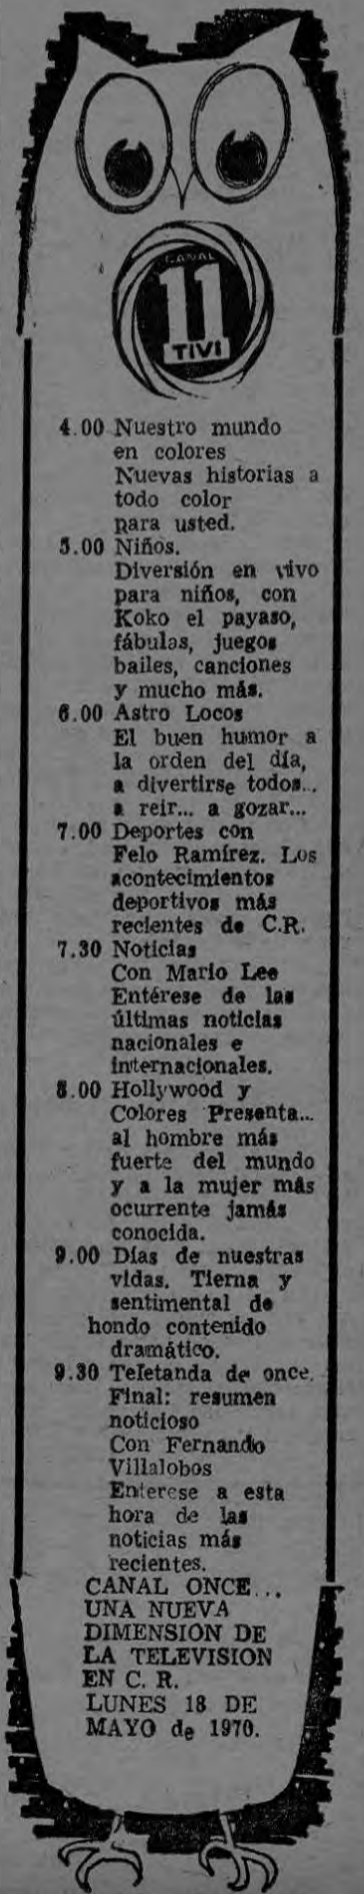 CANAL
11
TIVI
4.00 Nuestro mundo
en colores
Nuevas historias a
todo color
para usted.
5.00 Niños.
Diversión en vivo
para niños, con
Koko el payaso,
fábulas, juegos
bailes, canciones
y mucho más.
6.00 Astro Locos
El buen humor a
la orden del día,
a divertirse todos...
a reir... a gozar...
7.00 Deportes con
Felo Ramírez. Los
acontecimientos
deportivos más
recientes de C.R.
7.30 Noticias
Con Mario Lee
Entérese de las
últimas noticias
nacionales e
internacionales.
8.00 Hollywood y
Colores Presenta...
al hombre más
fuerte del mundo
y a la mujer más
ocurrente jamás
conocida.
9.00 Días de nuestras
vidas. Tierna y
sentimental de
hondo contenido
dramático.
9.30 Teletanda de once.
Final: resumen
noticioso
Con Fernando
Villalobos
Enterese a esta
hora de las
noticias más
recientes.
CANAL ONCE...
UNA NUEVA
DIMENSION DE
LA TELEVISION
EN C. R.
LUNES 18 DE
MAYO de 1970.